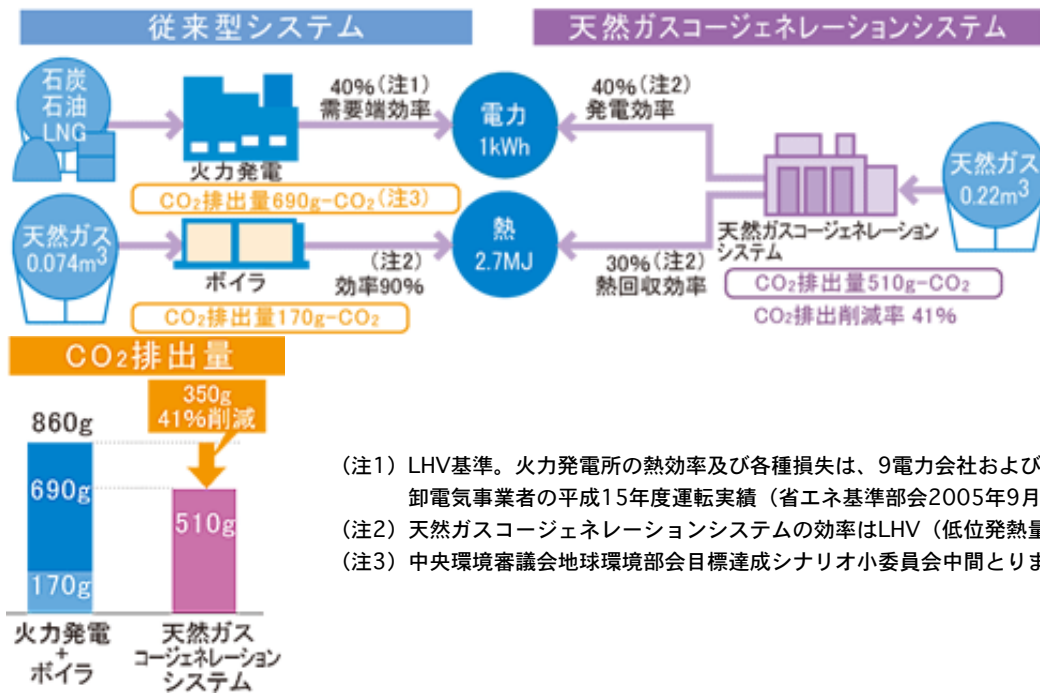 従来型システム
天然ガスコージェネレーションシステム
石炭
石油
LNG
火力発電
40%(注1)
需要端効率
電力
1kWh
40%(注2)
発電効率
天然ガス
0.22m³
CO₂排出量690g-CO₂(注3)
天然ガス
0.074m³
ボイラ
(注2)
効率90%
熱
2.7MJ
30%(注2)
熱回収効率
天然ガスコージェネレーション
システム
CO₂排出量510g-CO₂
CO₂排出削減率 41%
CO₂排出量170g-CO₂
CO₂排出量
350g
41%削減
860g
690g
170g
510g
火力発電
+
ボイラ
天然ガス
コージェネレーション
システム
(注1)LHV基準。火力発電所の熱効率及び各種損失は、9電力会社および
卸電気事業者の平成15年度運転実績(省エネ基準部会2005年9月
(注2)天然ガスコージェネレーションシステムの効率はLHV(低位発熱量
(注3)中央環境審議会地球環境部会目標達成シナリオ小委員会中間とりま